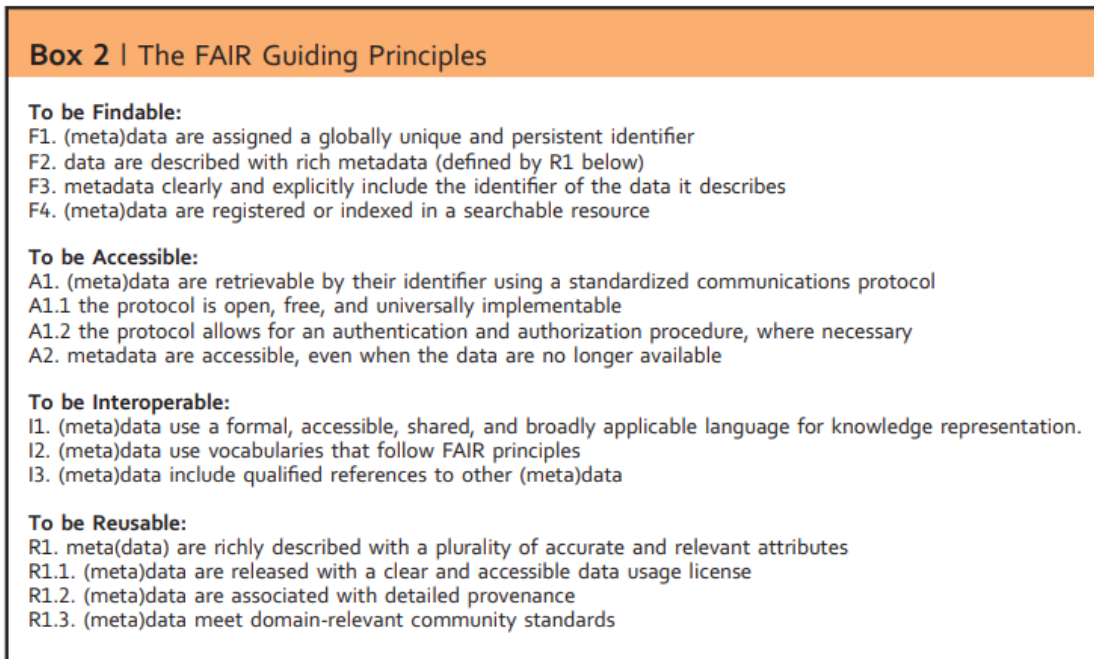 Box 2 | The FAIR Guiding Principles
To be Findable:
F1. (meta)data are assigned a globally unique and persistent identifier
F2. data are described with rich metadata (defined by R1 below)
F3. metadata clearly and explicitly include the identifier of the data it describes
F4. (meta)data are registered or indexed in a searchable resource
To be Accessible:
A1. (meta)data are retrievable by their identifier using a standardized communications protocol
A1.1 the protocol is open, free, and universally implementable
A1.2 the protocol allows for an authentication and authorization procedure, where necessary
A2. metadata are accessible, even when the data are no longer available
To be Interoperable:
I1. (meta)data use a formal, accessible, shared, and broadly applicable language for knowledge representation.
I2. (meta)data use vocabularies that follow FAIR principles
I3. (meta)data include qualified references to other (meta)data
To be Reusable:
R1. meta(data) are richly described with a plurality of accurate and relevant attributes
R1.1. (meta)data are released with a clear and accessible data usage license
R1.2. (meta)data are associated with detailed provenance
R1.3. (meta)data meet domain-relevant community standards